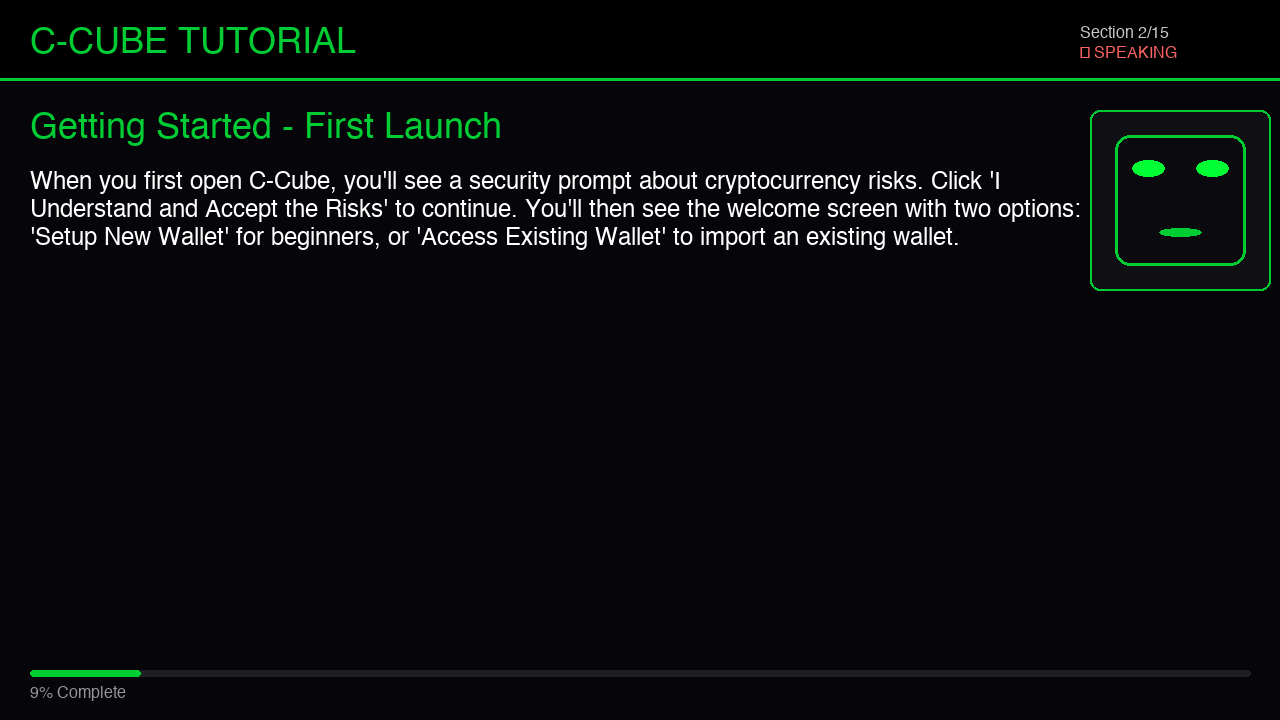 C-CUBE TUTORIAL
Section 2/15
SPEAKING
Getting Started - First Launch
When you first open C-Cube, you'll see a security prompt about cryptocurrency risks. Click 'I
Understand and Accept the Risks' to continue. You'll then see the welcome screen with two options:
'Setup New Wallet' for beginners, or 'Access Existing Wallet' to import an existing wallet.
9% Complete